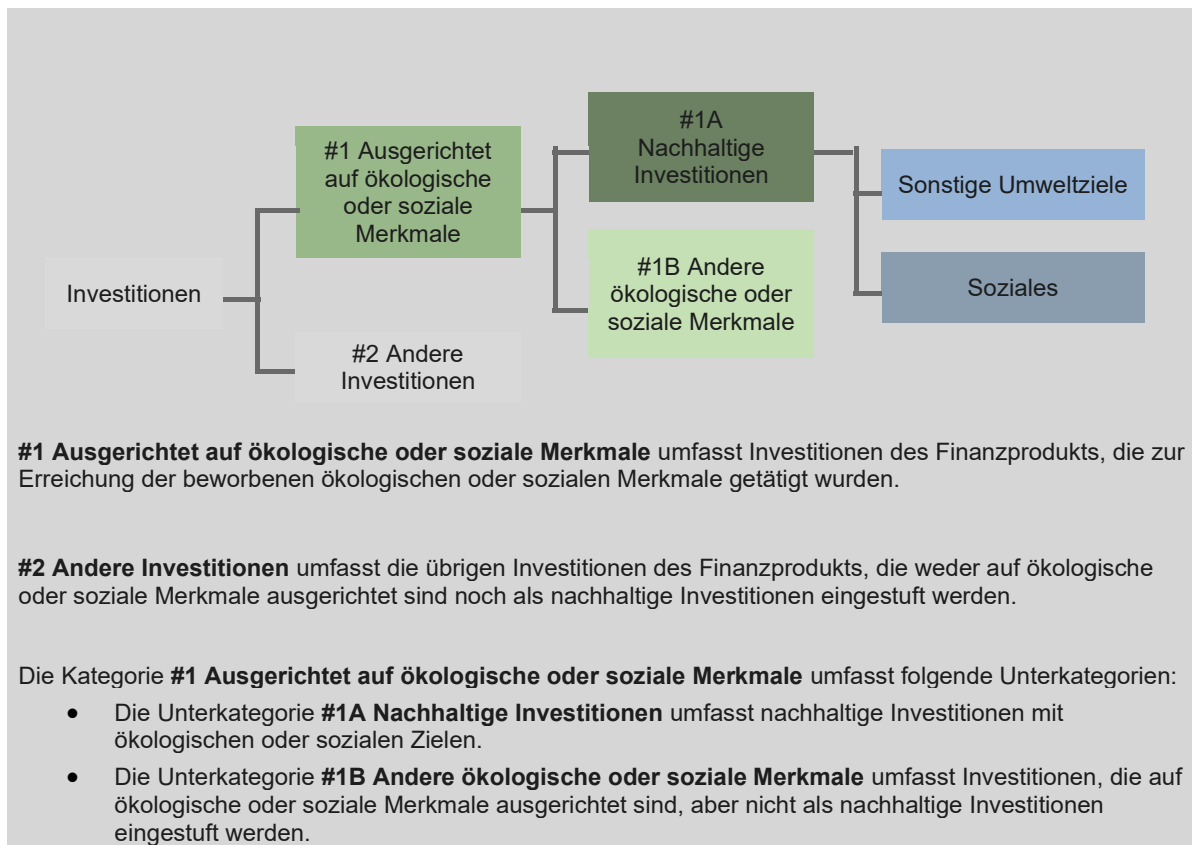 #1 Ausgerichtet
auf ökologische
oder soziale
Merkmale
#1A
Nachhaltige
Investitionen
Sonstige Umweltziele
Investitionen
#1B Andere
ökologische oder
soziale Merkmale
Soziales
#2 Andere
Investitionen
#1 Ausgerichtet auf ökologische oder soziale Merkmale umfasst Investitionen des Finanzprodukts, die zur
Erreichung der beworbenen ökologischen oder sozialen Merkmale getätigt wurden.
#2 Andere Investitionen umfasst die übrigen Investitionen des Finanzprodukts, die weder auf ökologische
oder soziale Merkmale ausgerichtet sind noch als nachhaltige Investitionen eingestuft werden.
Die Kategorie #1 Ausgerichtet auf ökologische oder soziale Merkmale umfasst folgende Unterkategorien:
• Die Unterkategorie #1A Nachhaltige Investitionen umfasst nachhaltige Investitionen mit
ökologischen oder sozialen Zielen.
• Die Unterkategorie #1B Andere ökologische oder soziale Merkmale umfasst Investitionen, die auf
ökologische oder soziale Merkmale ausgerichtet sind, aber nicht als nachhaltige Investitionen
eingestuft werden.